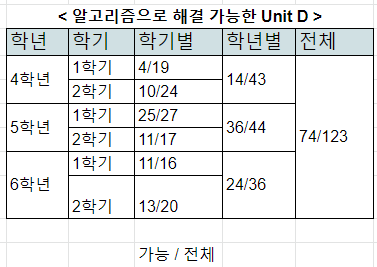 < 알고리즘으로 해결 가능한 Unit D >
학년 학기 학기별 학년별 전체
4학년 1학기 4/19 14/43 74/123
2학기 10/24
5학년 1학기 25/27 36/44
2학기 11/17
6학년 1학기 11/16 24/36
2학기 13/20
가능 / 전체